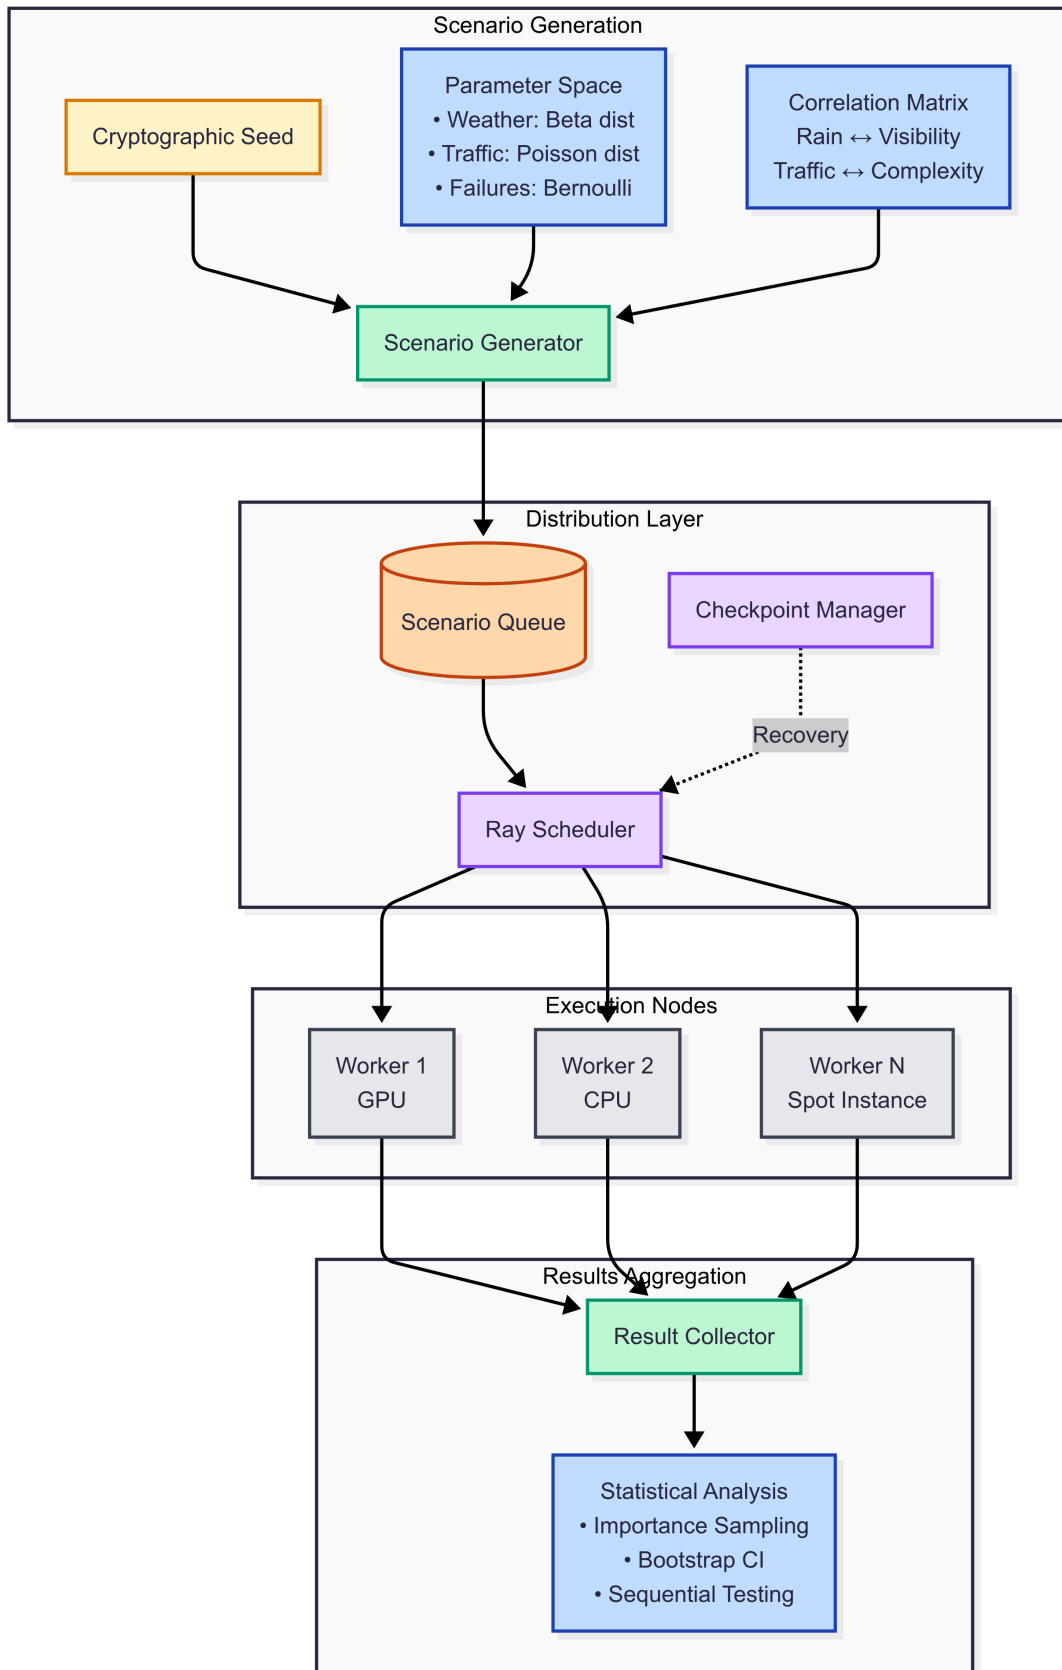 Scenario Generation
Cryptographic Seed
Parameter Space
• Weather: Beta dist
• Traffic: Poisson dist
• Failures: Bernoulli
Correlation Matrix
Rain ↔ Visibility
Traffic ↔ Complexity
Scenario Generator
Distribution Layer
Scenario Queue
Checkpoint Manager
Recovery
Ray Scheduler
Execution Nodes
Worker 1
GPU
Worker 2
CPU
Worker N
Spot Instance
Results Aggregation
Result Collector
Statistical Analysis
• Importance Sampling
• Bootstrap CI
• Sequential Testing